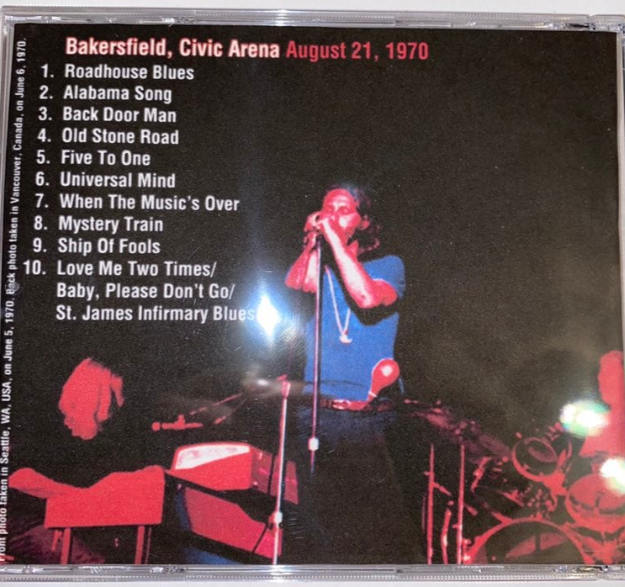 Bakersfield, Civic Arena August 21, 1970
1. Roadhouse Blues
2. Alabama Song
3. Back Door Man
4. Old Stone Road
5. Five To One
6. Universal Mind
7. When The Music's Over
8. Mystery Train
9. Ship Of Fools
10. Love Me Two Times/
Baby, Please Don't Go/
St. James Infirmary Blues
Front photo taken in Seattle, WA, USA, on June 5, 1970. Back photo taken in Vancouver, Canada, on June 6, 1970.